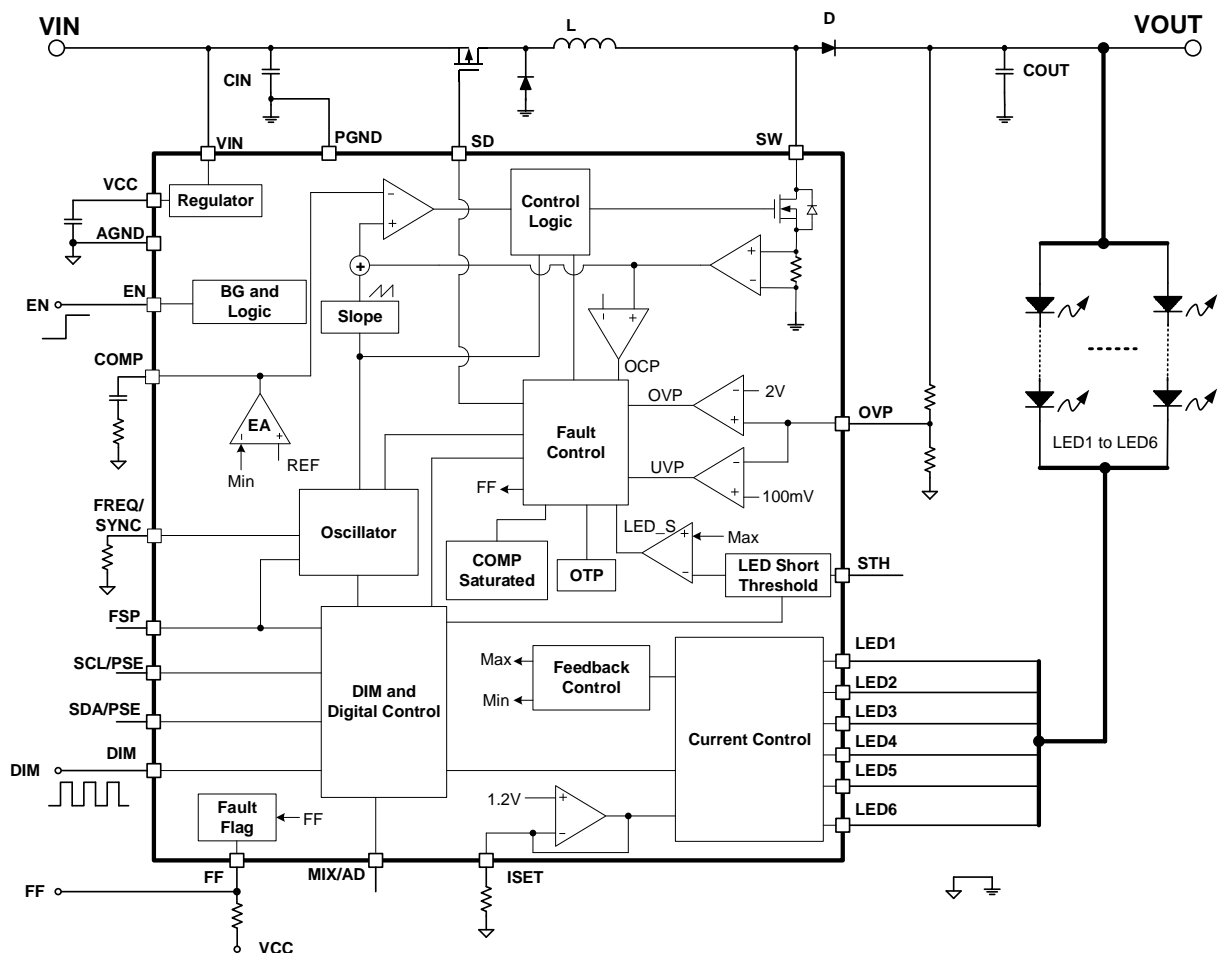 VIN
L
D
VOUT
CIN
COUT
VIN
PGND
SD
SW
VCC
Regulator
−
+
Control
Logic
AGND
+
+
−
EN
EN
BG and
Logic
Slope
−
+
COMP
OCP
OVP
−
2V
+
OVP
EA
−
+
Min
REF
Fault
Control
UVP
−
+
100mV
LED1 to LED6
FF
FREQ/
SYNC
Oscillator
LED_S
+
Max
−
COMP
Saturated
OTP
LED Short
Threshold
STH
FSP
SCL/PSE
SDA/PSE
DIM
DIM
DIM and
Digital Control
Max
Min
Feedback
Control
Current Control
LED1
LED2
LED3
LED4
LED5
LED6
1.2V
+
−
Fault
Flag
FF
FF
MIX/AD
ISET
FF
VCC